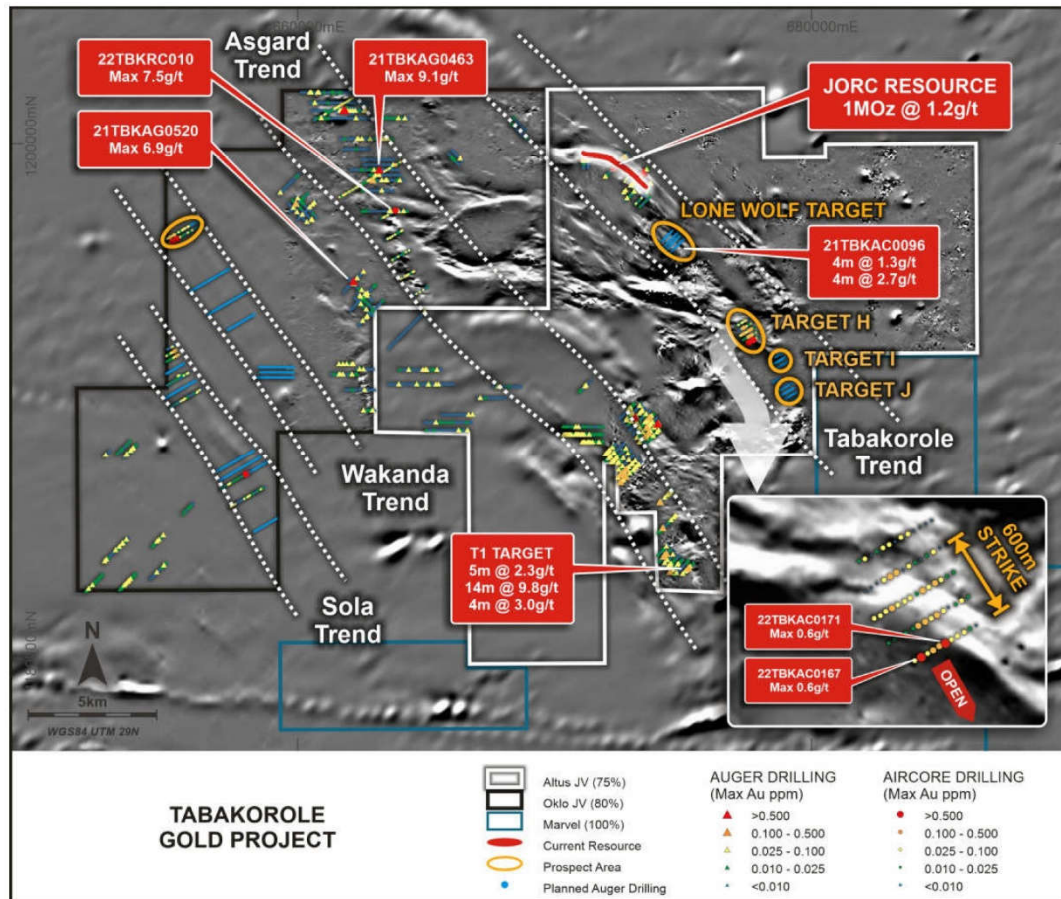 660000mE
680000mE
1200000mN
Asgard
Trend
22TBKRC010
Max 7.5g/t
21TBKAG0463
Max 9.1g/t
JORC RESOURCE
1MOz @ 1.2g/t
21TBKAG0520
Max 6.9g/t
LONE WOLF TARGET
21TBKAC0096
4m @ 1.3g/t
4m @ 2.7g/t
TARGET H
TARGET I
TARGET J
Tabakorole
Trend
Wakanda
Trend
T1 TARGET
5m @ 2.3g/t
14m @ 9.8g/t
4m @ 3.0g/t
Sola
Trend
600m
STRIKE
22TBKAC0171
Max 0.6g/t
22TBKAC0167
Max 0.6g/t
OPEN
N
5km
WGS84 UTM 29N
TABAKOROLE
GOLD PROJECT
Altus JV (75%)
Oklo JV (80%)
Marvel (100%)
Current Resource
Prospect Area
Planned Auger Drilling
AUGER DRILLING
(Max Au ppm)
>0.500
0.100 - 0.500
0.025 - 0.100
0.010 - 0.025
<0.010
AIRCORE DRILLING
(Max Au ppm)
>0.500
0.100 - 0.500
0.025 - 0.100
0.010 - 0.025
<0.010